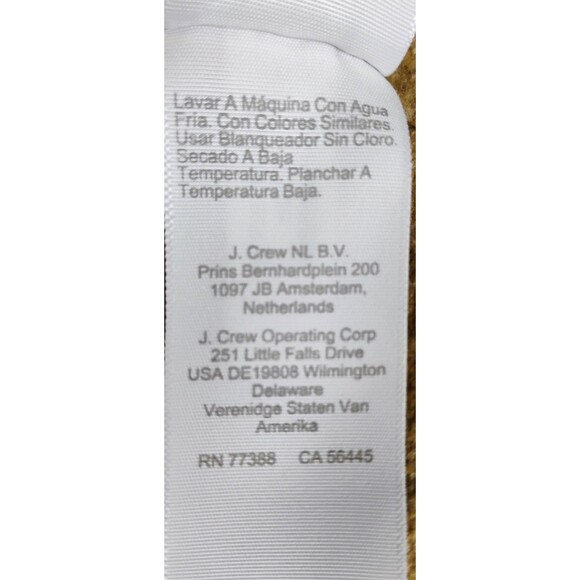 Lavar A Máquina Con Agua
Fria. Con Colores Similares.
Usar Blanqueador Sin Cloro.
Secado A Baja
Temperatura. Planchar A
Temperatura Baja.
J. Crew NL B.V.
Prins Bernhardplein 200
1097 JB Amsterdam,
Netherlands
J. Crew Operating Corp
251 Little Falls Drive
USA DE19808 Wilmington
Delaware
Verenidge Staten Van
Amerika
RN 77388 CA 56445